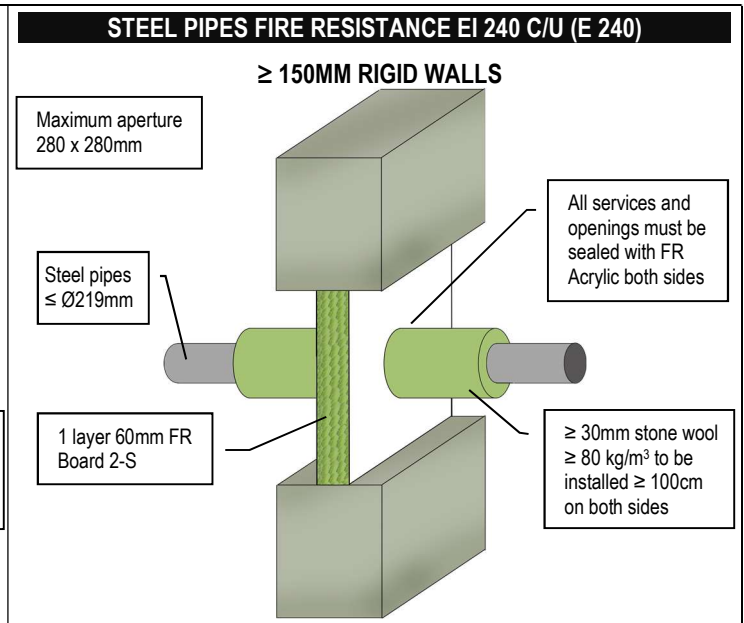 STEEL PIPES FIRE RESISTANCE EI 240 C/U (E 240)
≥ 150MM RIGID WALLS
Maximum aperture
280 x 280mm
All services and
openings must be
sealed with FR
Acrylic both sides
Steel pipes
≤ Ø219mm
1 layer 60mm FR
Board 2-S
≥ 30mm stone wool
≥ 80 kg/m³ to be
installed ≥ 100cm
on both sides